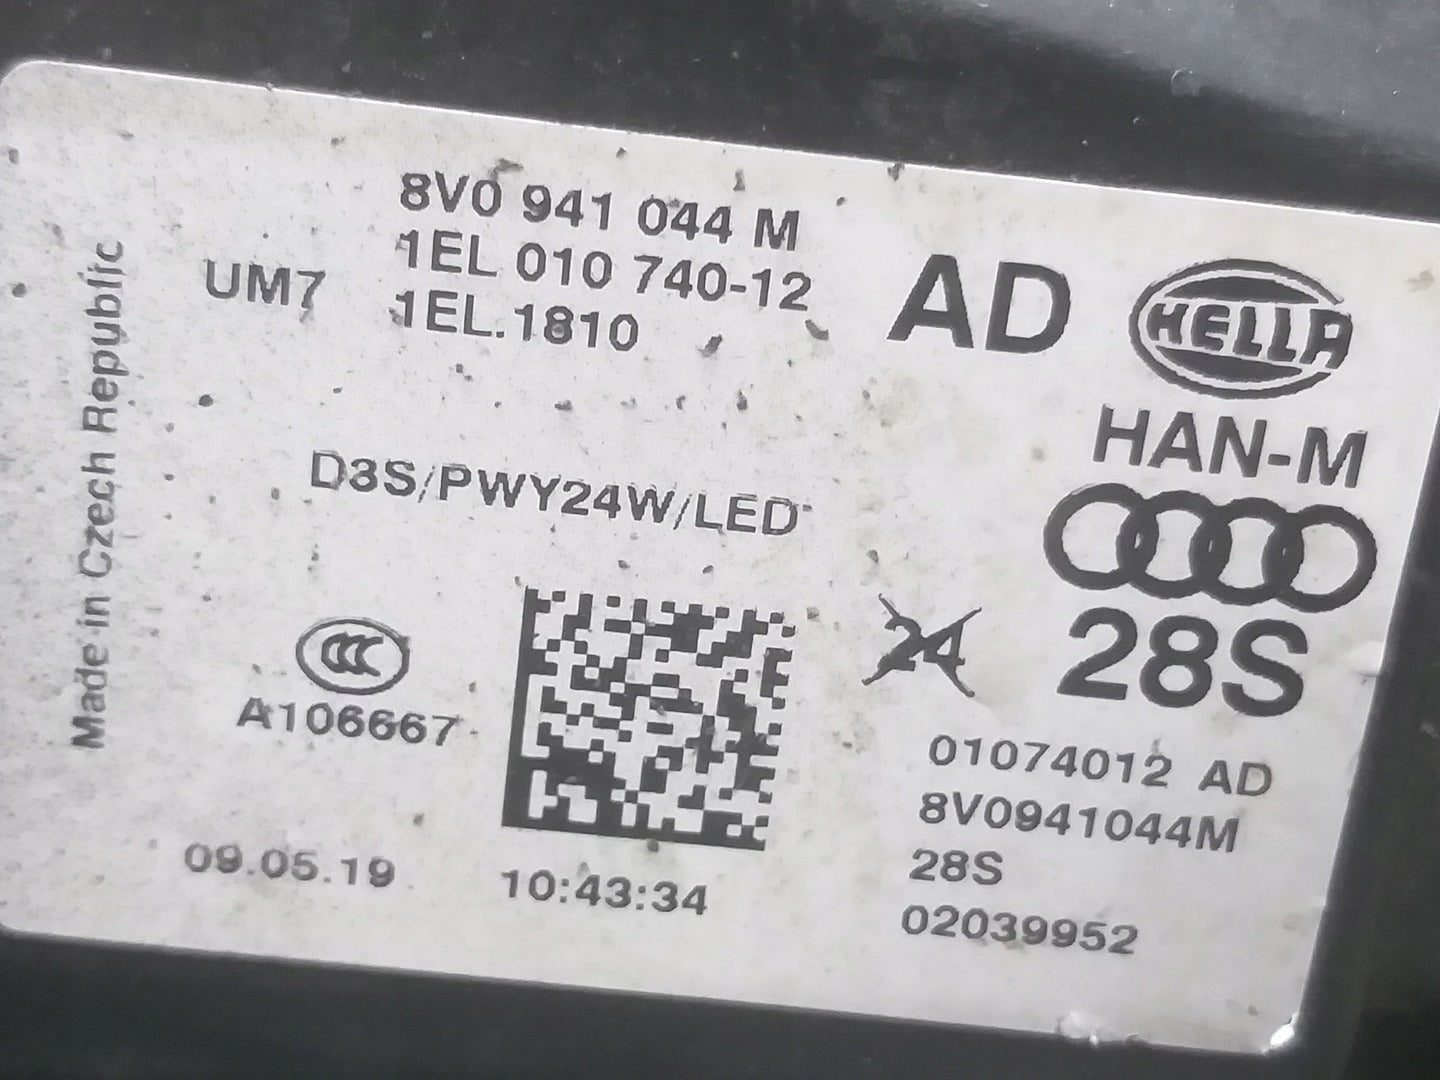 8V0 941 044 M
1EL 010 740-12
UM7
1EL.1810
AD
HELLA
HAN-M
D3S/PWY24W/LED
Made in Czech Republic
CCC
A106667
24
28S
01074012 AD
8V0941044M
28S
02039952
09.05.19
10:43:34